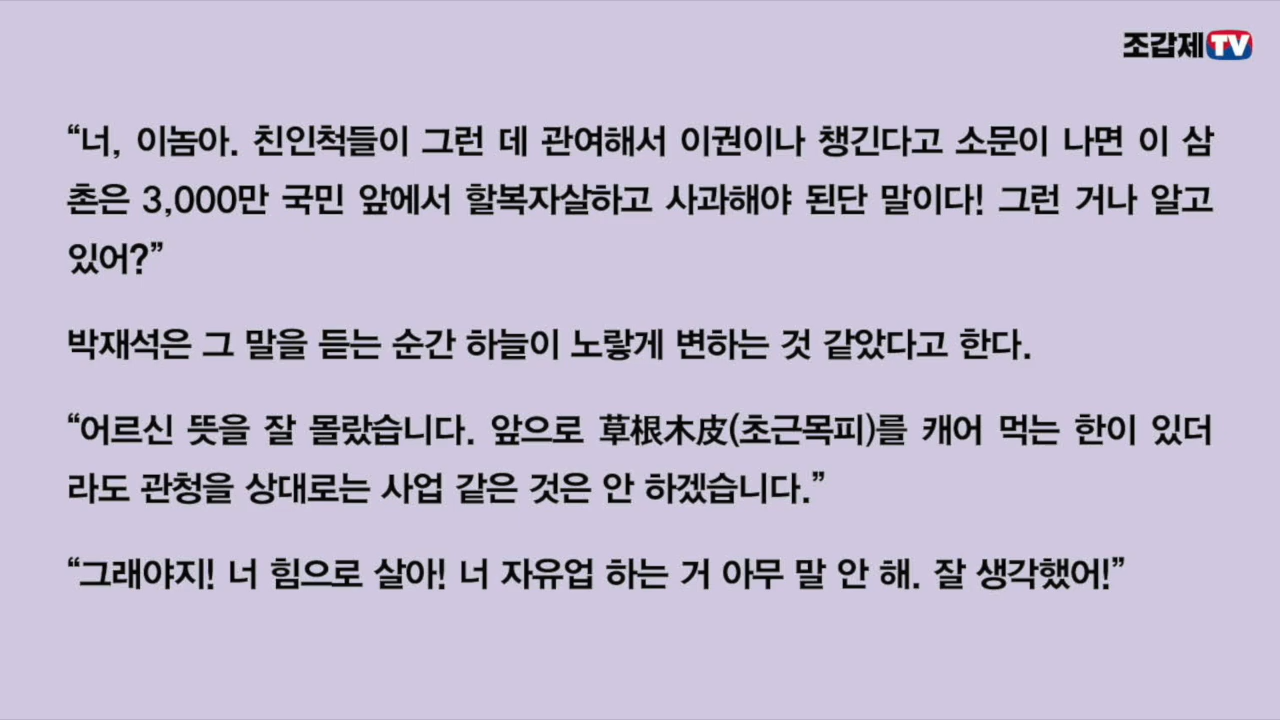 조갑제TV
“너, 이놈아. 친인척들이 그런 데 관여해서 이권이나 챙긴다고 소문이 나면 이 삼
촌은 3,000만 국민 앞에서 할복자살하고 사과해야 된단 말이다! 그런 거나 알고
있어?”
박재석은 그 말을 듣는 순간 하늘이 노랗게 변하는 것 같았다고 한다.
“어르신 뜻을 잘 몰랐습니다. 앞으로 草根木皮(초근목피)를 캐어 먹는 한이 있더
라도 관청을 상대로는 사업 같은 것은 안 하겠습니다.”
“그래야지! 너 힘으로 살아! 너 자유업 하는 거 아무 말 안 해. 잘 생각했어!”